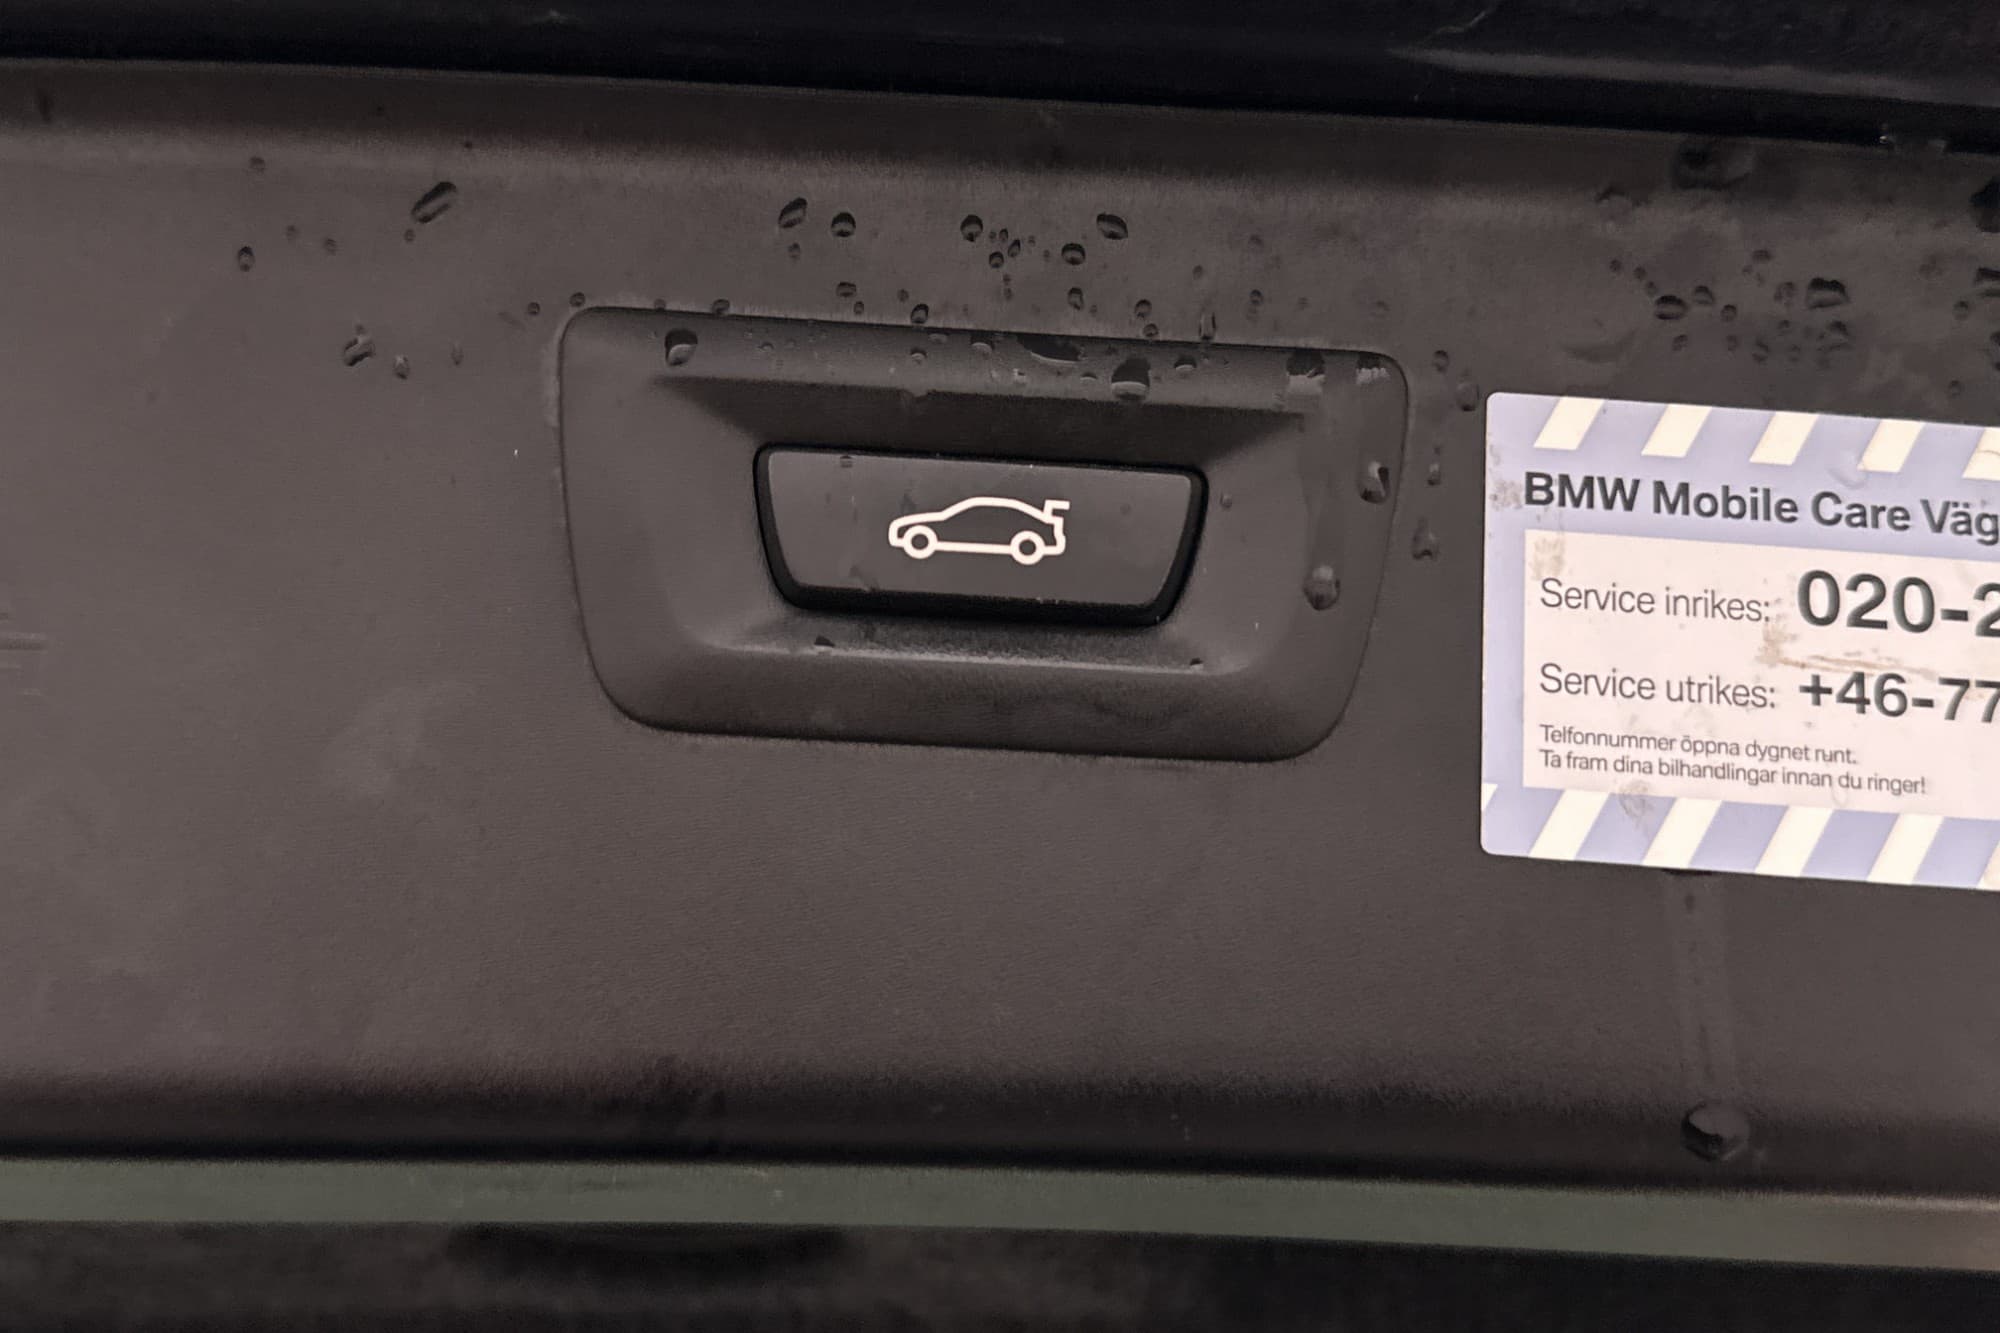 BMW Mobile Care Väg
Service inrikes: 020-2
Service utrikes: +46-77
Telfonnummer öppna dygnet runt.
Ta fram dina bilhandlingar innan du ringer!